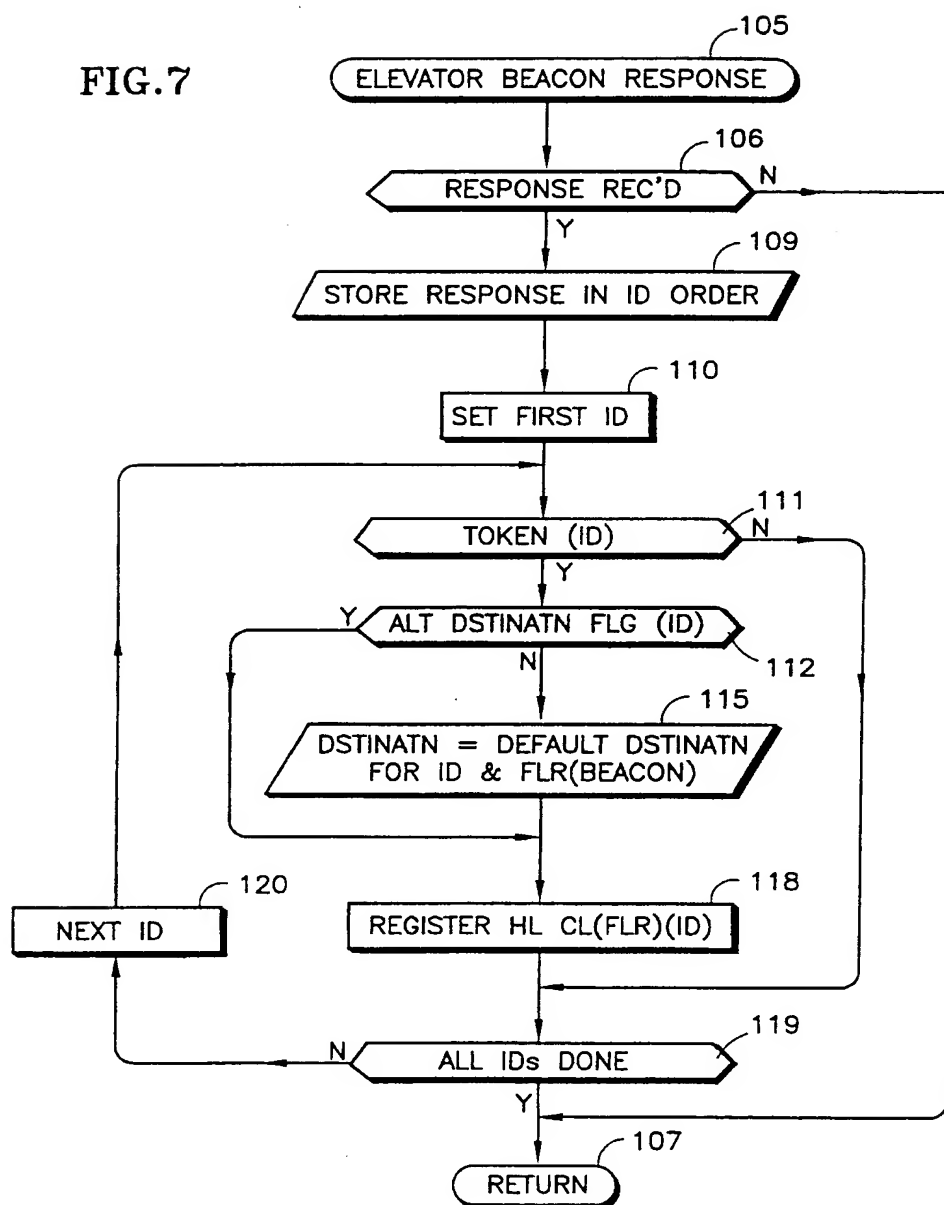 FIG.7
105
ELEVATOR BEACON RESPONSE
106
RESPONSE REC'D
N
Y
109
STORE RESPONSE IN ID ORDER
110
SET FIRST ID
111
TOKEN (ID)
N
Y
Y
ALT DSTINATN FLG (ID)
112
N
115
DSTINATN = DEFAULT DSTINATN
FOR ID & FLR(BEACON)
120
NEXT ID
118
REGISTER HL CL(FLR)(ID)
119
N
ALL IDs DONE
Y
107
RETURN